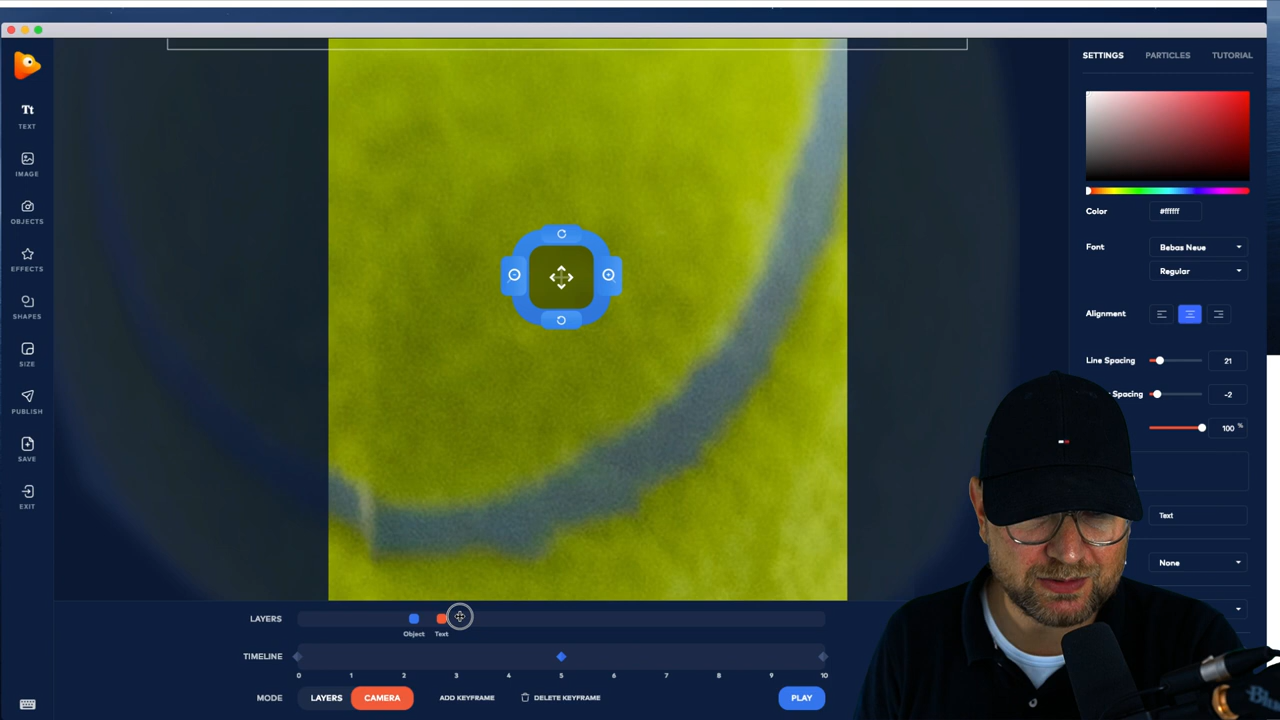 SETTINGS PARTICLES TUTORIAL
Tt
TEXT
IMAGE
OBJECTS
EFFECTS
SHAPES
SIZE
PUBLISH
SAVE
EXIT
Color #ffffff
Font Bebas Neue
Regular
Alignment
Line Spacing 21
Spacing -2
100 %
Text
None
LAYERS
Object Text
TIMELINE
0 1 2 3 4 5 6 7 8 9 10
MODE LAYERS CAMERA ADD KEYFRAME DELETE KEYFRAME PLAY